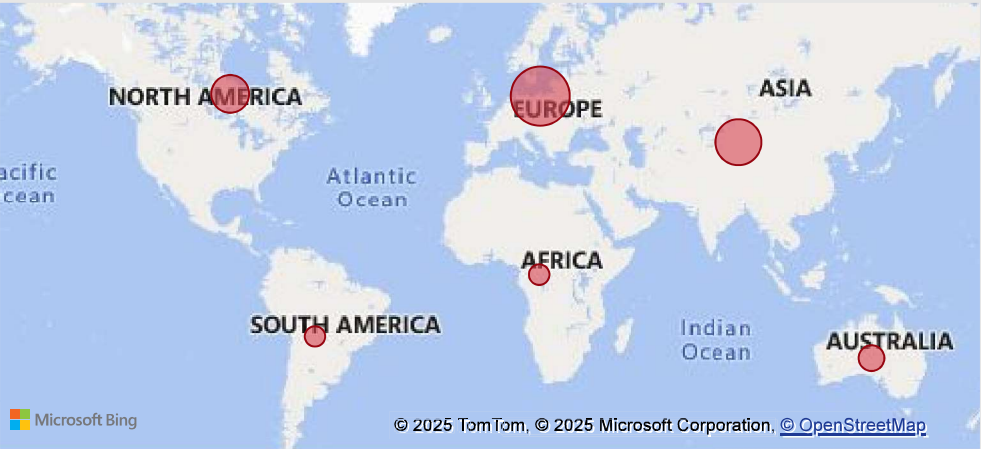 ASIA
NORTH AMERICA
EUROPE
acific
cean
Atlantic
Ocean
AFRICA
SOUTH AMERICA
Indian
Ocean
AUSTRALIA
Microsoft Bing
© 2025 TomTom, © 2025 Microsoft Corporation, © OpenStreetMap